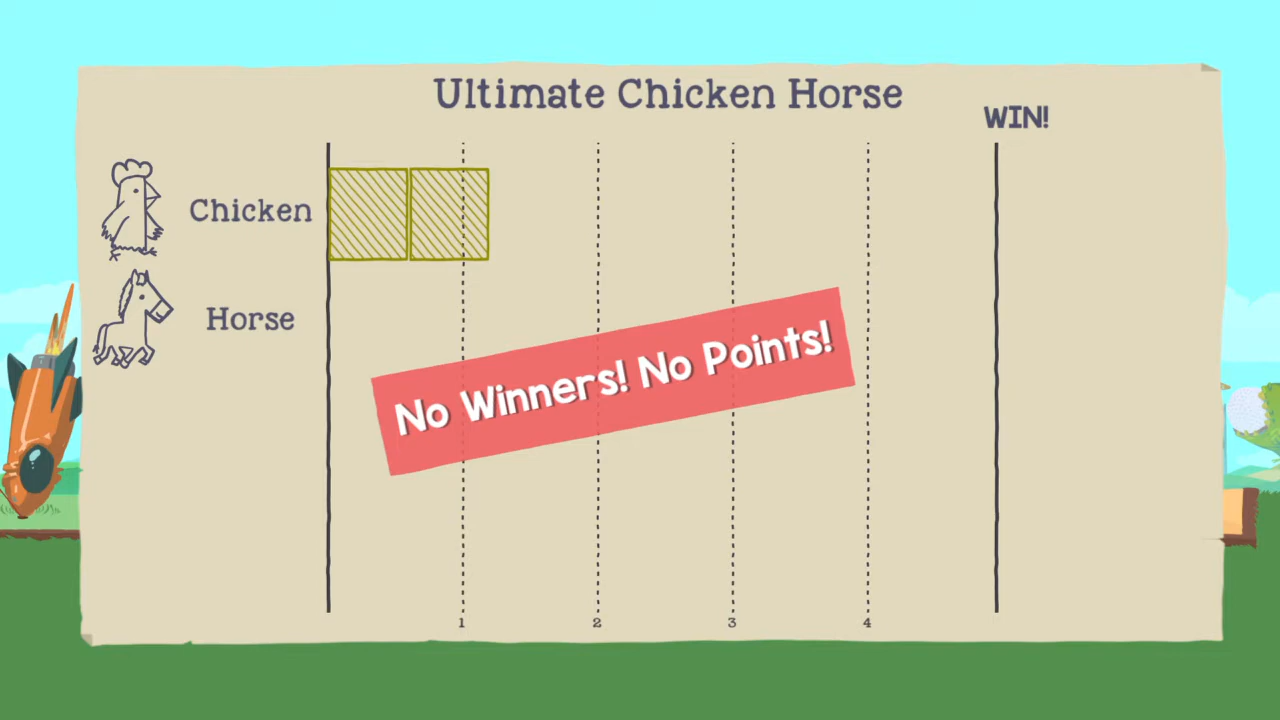 Ultimate Chicken Horse
WIN!
Chicken
Horse
No Winners! No Points!
1
2
3
4